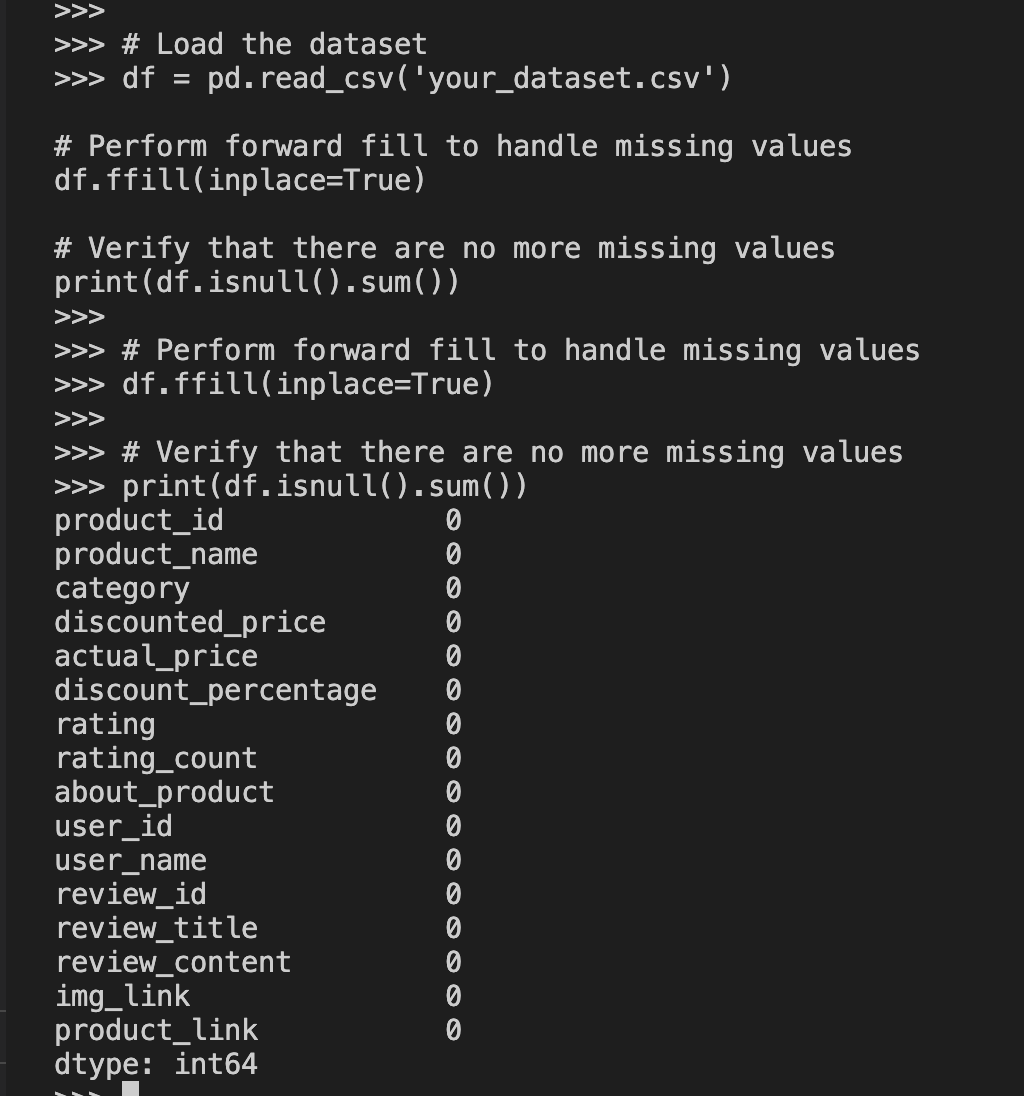 >>>
>>> # Load the dataset
>>> df = pd.read_csv('your_dataset.csv')
# Perform forward fill to handle missing values
df.ffill(inplace=True)
# Verify that there are no more missing values
print(df.isnull().sum())
>>>
>>> # Perform forward fill to handle missing values
>>> df.ffill(inplace=True)
>>>
>>> # Verify that there are no more missing values
>>> print(df.isnull().sum())
product_id             0
product_name           0
category               0
discounted_price       0
actual_price           0
discount_percentage    0
rating                 0
rating_count           0
about_product          0
user_id                0
user_name              0
review_id              0
review_title           0
review_content         0
img_link               0
product_link           0
dtype: int64
>>>